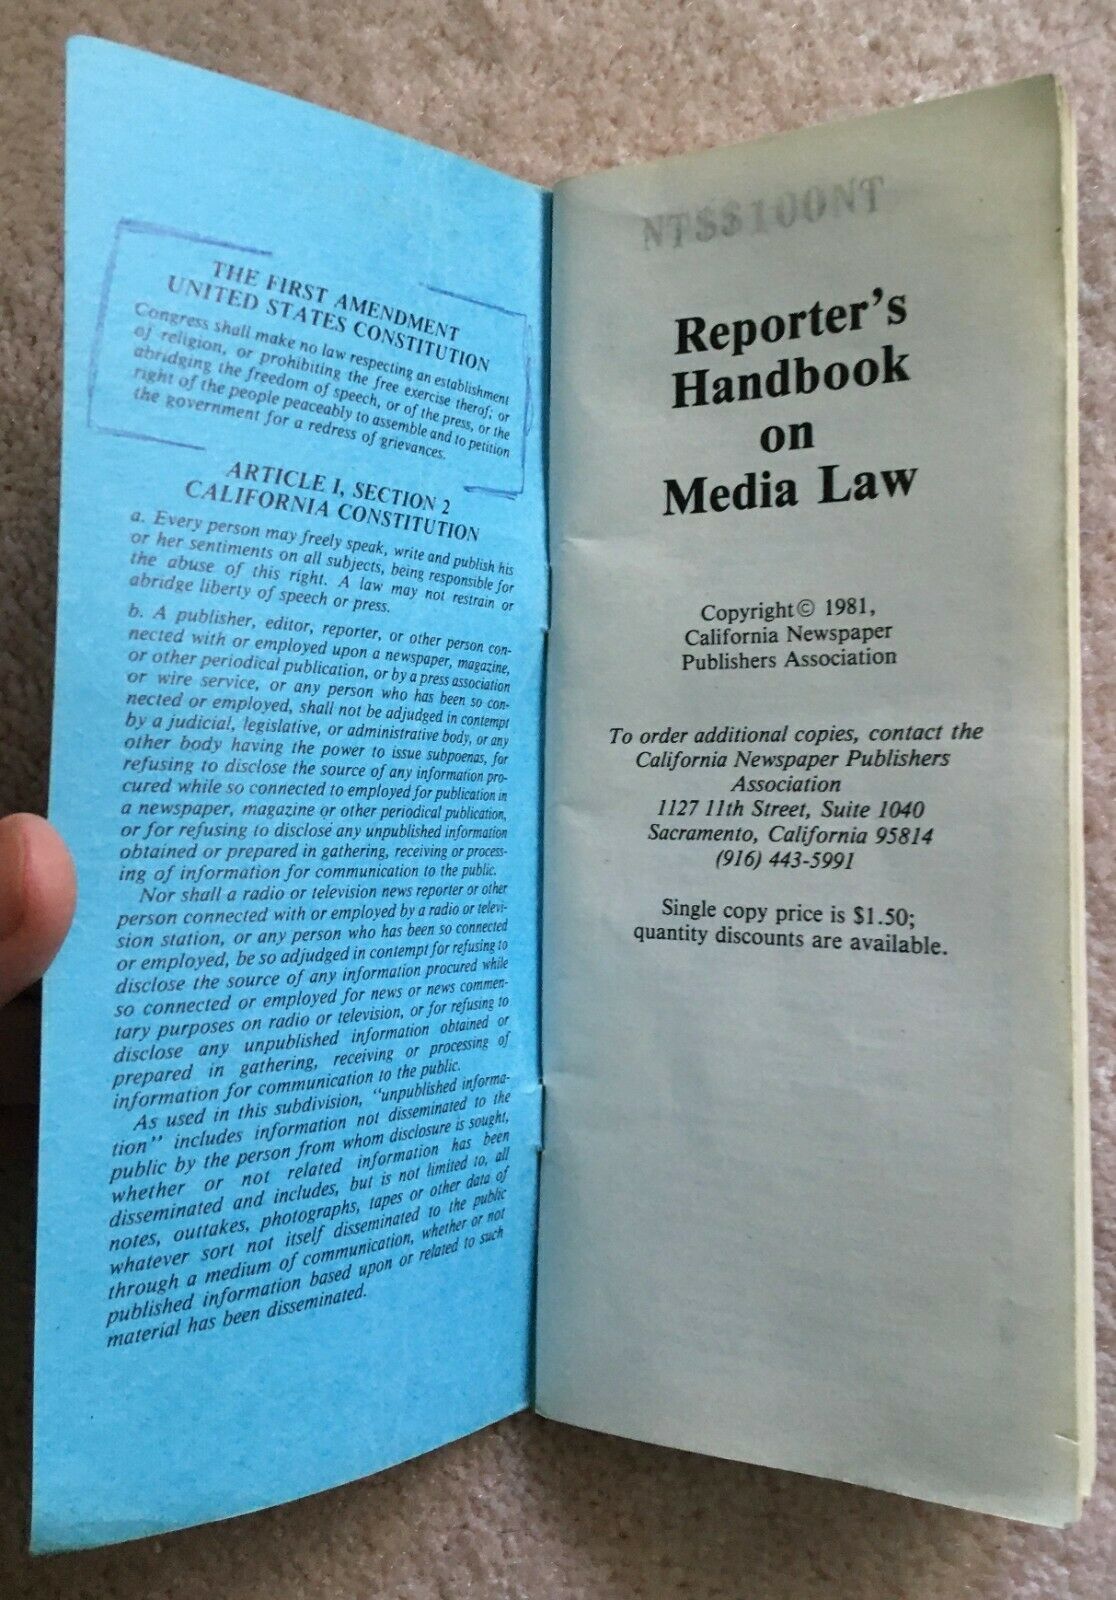 THE FIRST AMENDMENT
UNITED STATES CONSTITUTION
Congress shall make no law respecting an establishment
of religion, or prohibiting the free exercise therof; or
abridging the freedom of speech, or of the press, or the
right of the people peaceably to assemble and to petition
the government for a redress of grievances.
ARTICLE I, SECTION 2
CALIFORNIA CONSTITUTION
a. Every person may freely speak, write and publish his
or her sentiments on all subjects, being responsible for
the abuse of this right. A law may not restrain or
abridge liberty of speech or press.
b. A publisher, editor, reporter, or other person con-
nected with or employed upon a newspaper, magazine,
or other periodical publication, or by a press association
or wire service, or any person who has been so con-
nected or employed, shall not be adjudged in contempt
by a judicial, legislative, or administrative body, or any
other body having the power to issue subpoenas, for
refusing to disclose the source of any information pro-
cured while so connected to employed for publication in
a newspaper, magazine or other periodical publication,
or for refusing to disclose any unpublished information
obtained or prepared in gathering, receiving or process-
ing of information for communication to the public.
Nor shall a radio or television news reporter or other
person connected with or employed by a radio or televi-
sion station, or any person who has been so connected
or employed, be so adjudged in contempt for refusing to
disclose the source of any information procured while
so connected or employed for news or news commen-
tary purposes on radio or television, or for refusing to
disclose any unpublished information obtained or
prepared in gathering, receiving or processing of
information for communication to the public.
As used in this subdivision, "unpublished informa-
tion" includes information not disseminated to the
public by the person from whom disclosure is sought,
whether or not related information has been
disseminated and includes, but is not limited to, all
notes, outtakes, photographs, tapes or other data of
whatever sort not itself disseminated to the public
through a medium of communication, whether or not
published information based upon or related to such
material has been disseminated.
NT$$100NT
Reporter's
Handbook
on
Media Law
Copyright © 1981,
California Newspaper
Publishers Association
To order additional copies, contact the
California Newspaper Publishers
Association
1127 11th Street, Suite 1040
Sacramento, California 95814
(916) 443-5991
Single copy price is $1.50;
quantity discounts are available.